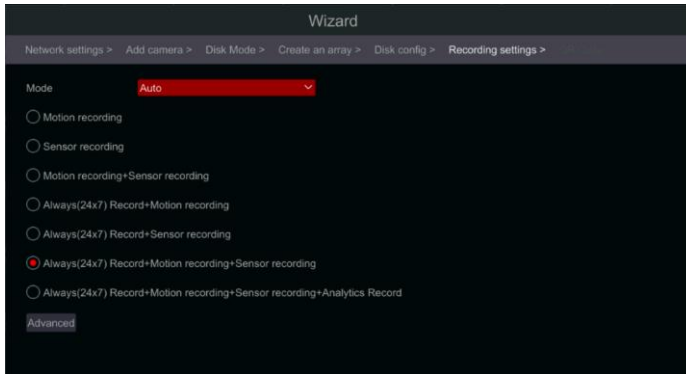 Wizard
Network settings > Add camera > Disk Mode > Create an array > Disk config > Recording settings >
Mode Auto
Motion recording
Sensor recording
Motion recording+Sensor recording
Always(24x7) Record+Motion recording
Always(24x7) Record+Sensor recording
Always(24x7) Record+Motion recording+Sensor recording
Always(24x7) Record+Motion recording+Sensor recording+Analytics Record
Advanced